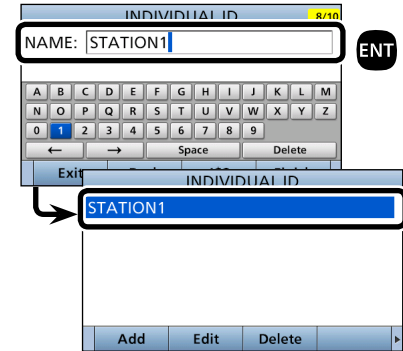 INDIVIDUAL ID 8/10
NAME: STATION1
ENT
A B C D E F G H I J K L M
N O P Q R S T U V W X Y Z
0 1 2 3 4 5 6 7 8 9
← → Space Delete
Exit
INDIVIDUAL ID
STATION1
Add Edit Delete